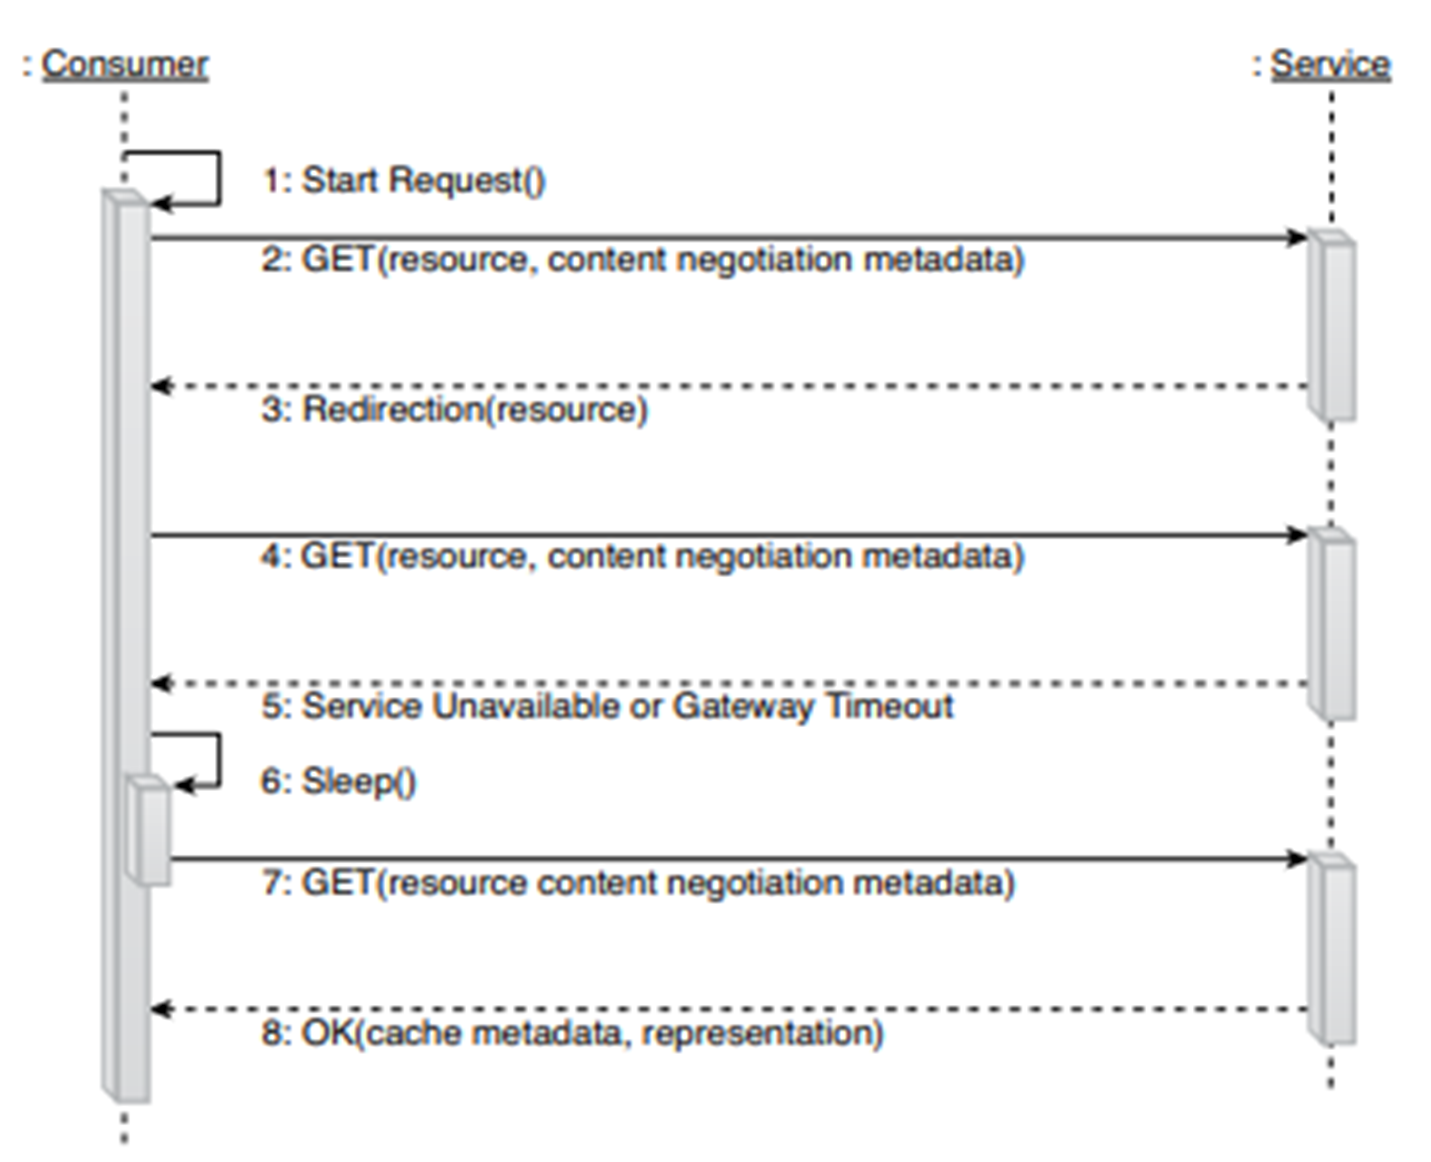 : Consumer
: Service
1: Start Request()
2: GET(resource, content negotiation metadata)
3: Redirection(resource)
4: GET(resource, content negotiation metadata)
5: Service Unavailable or Gateway Timeout
6: Sleep()
7: GET(resource content negotiation metadata)
8: OK(cache metadata, representation)